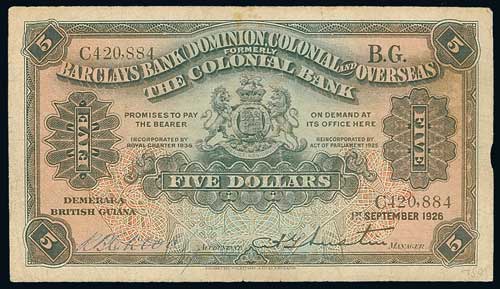 5 5
C420,884 B.G.
BARCLAYS BANK DOMINION, COLONIAL AND OVERSEAS
FORMERLY
THE COLONIAL BANK
PROMISES TO PAY THE BEARER ON DEMAND AT ITS OFFICE HERE
INCORPORATED BY ROYAL CHARTER 1836 REINCORPORATED BY ACT OF PARLIAMENT 1925
FIVE FIVE
FIVE DOLLARS
DEMERARA
BRITISH GUIANA
C420,884
1ST SEPTEMBER 1926
ACCOUNTANT MANAGER
5 5